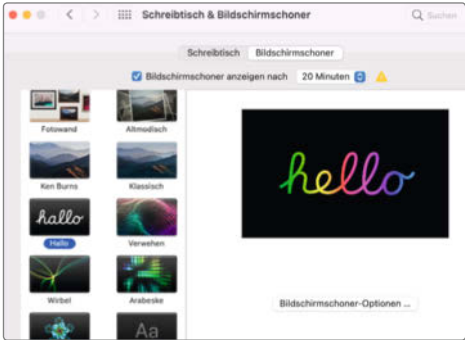 Schreibtisch & Bildschirmschoner
Suchen
Schreibtisch
Bildschirmschoner
Bildschirmschoner anzeigen nach
20 Minuten
Fotowand
Altmodisch
Ken Burns
Klassisch
hallo
Hallo
Verwehen
Wirbel
Arabeske
Aa
hello
Bildschirmschoner-Optionen ...